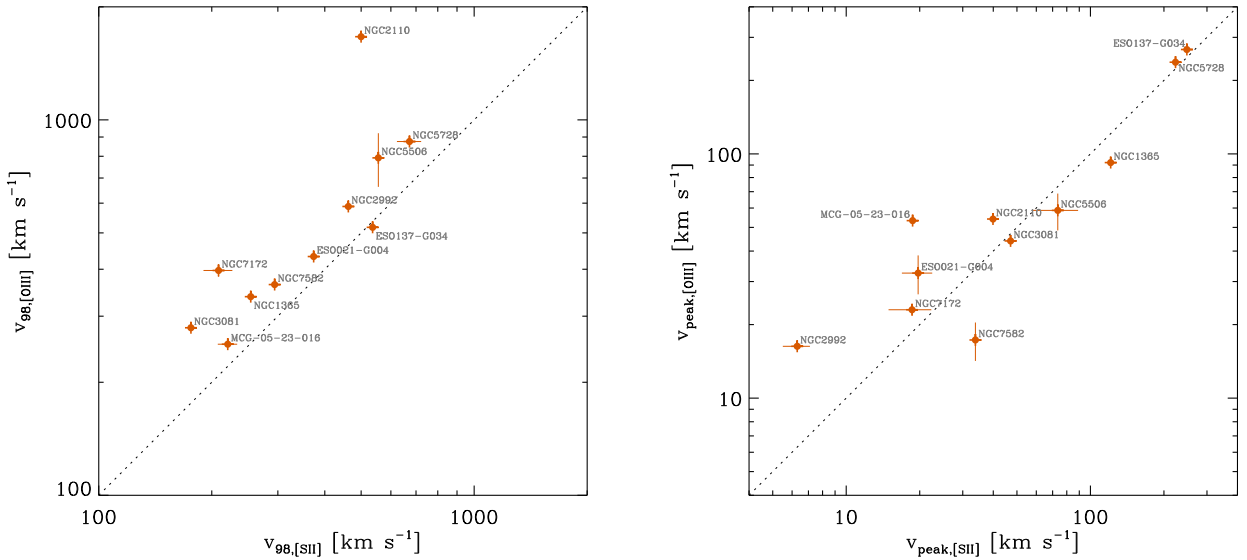 NGC2110
1000
NGC5728
NGC5506
NGC2992
ESO137-G034
ESO021-G004
NGC7172
NGC7582
NGC1365
NGC3081
MCG-05-23-016
100
100
1000
v98,[OIII] [km s−1]
v98,[SII] [km s−1]
ESO137-G034
NGC5728
100
NGC1365
NGC5506
MCG-05-23-016
NGC2110
NGC3081
ESO021-G004
NGC7172
NGC7582
NGC2992
10
10
100
vpeak,[OIII] [km s−1]
vpeak,[SII] [km s−1]